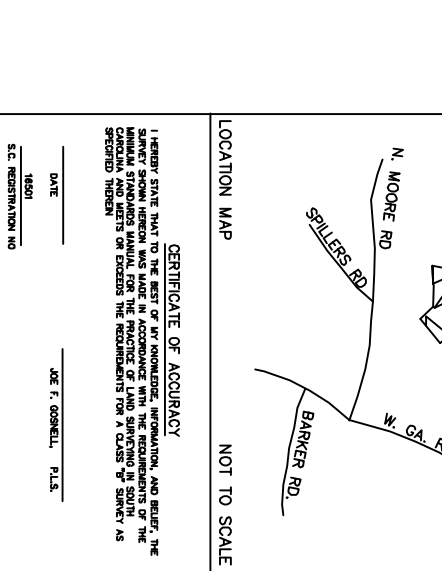 N. MOORE RD
SPILLERS RD
W. GA. R
BARKER RD.
LOCATION MAP
NOT TO SCALE
CERTIFICATE OF ACCURACY
I HEREBY STATE THAT TO THE BEST OF MY KNOWLEDGE, INFORMATION, AND BELIEF, THE
SURVEY SHOWN HEREON WAS MADE IN ACCORDANCE WITH THE REQUIREMENTS OF THE
MINIMUM STANDARDS MANUAL FOR THE PRACTICE OF LAND SURVEYING IN SOUTH
CAROLINA AND MEETS OR EXCEEDS THE REQUIREMENTS FOR A CLASS "B" SURVEY AS
SPECIFIED THEREIN
DATE
JOE F. GOSNELL, P.L.S.
16501
S.C. REGISTRATION NO